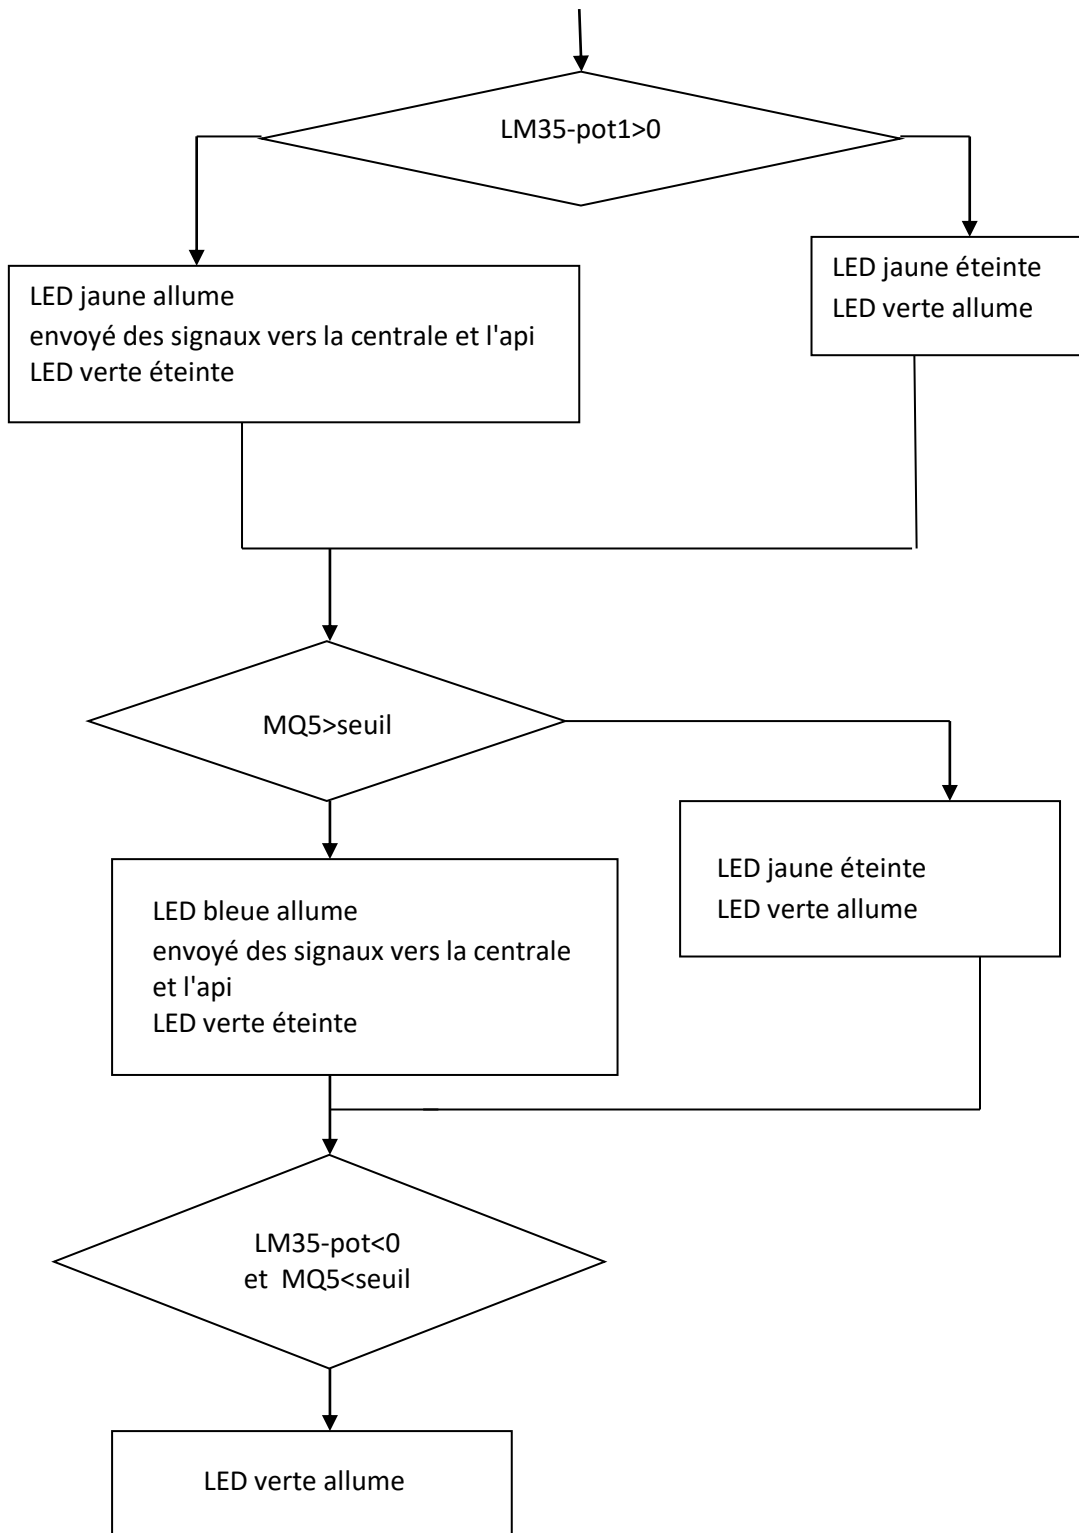 LM35-pot1>0
LED jaune allume
envoyé des signaux vers la centrale et l'api
LED verte éteinte
LED jaune éteinte
LED verte allume
MQ5>seuil
LED bleue allume
envoyé des signaux vers la centrale
et l'api
LED verte éteinte
LED jaune éteinte
LED verte allume
LM35-pot<0
et MQ5<seuil
LED verte allume